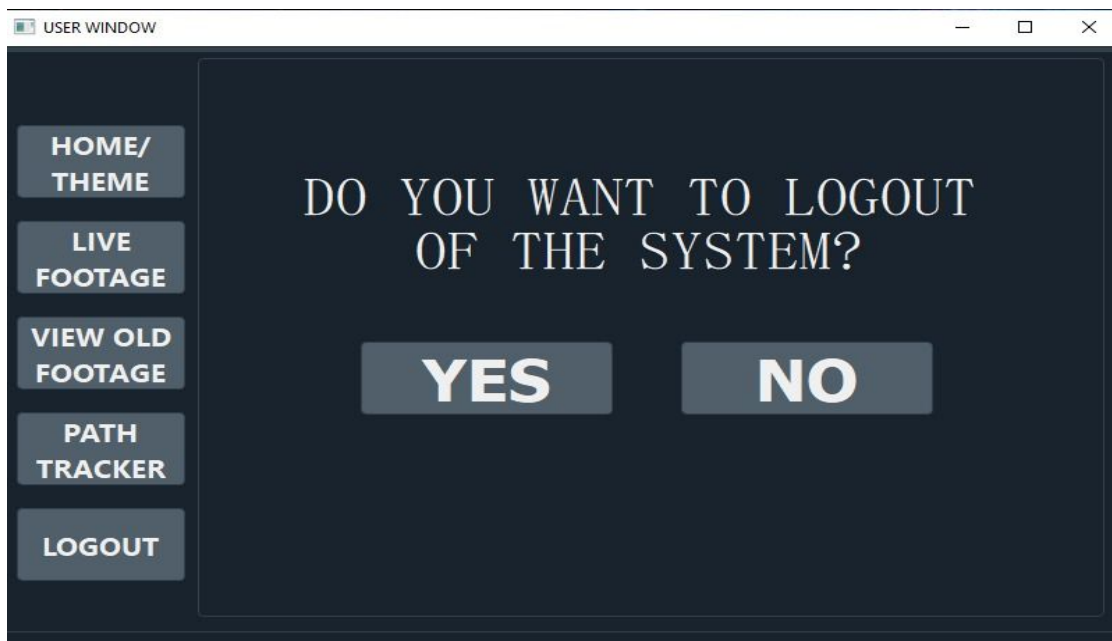 USER WINDOW
HOME/
THEME
LIVE
FOOTAGE
VIEW OLD
FOOTAGE
PATH
TRACKER
LOGOUT
DO YOU WANT TO LOGOUT
OF THE SYSTEM?
YES
NO